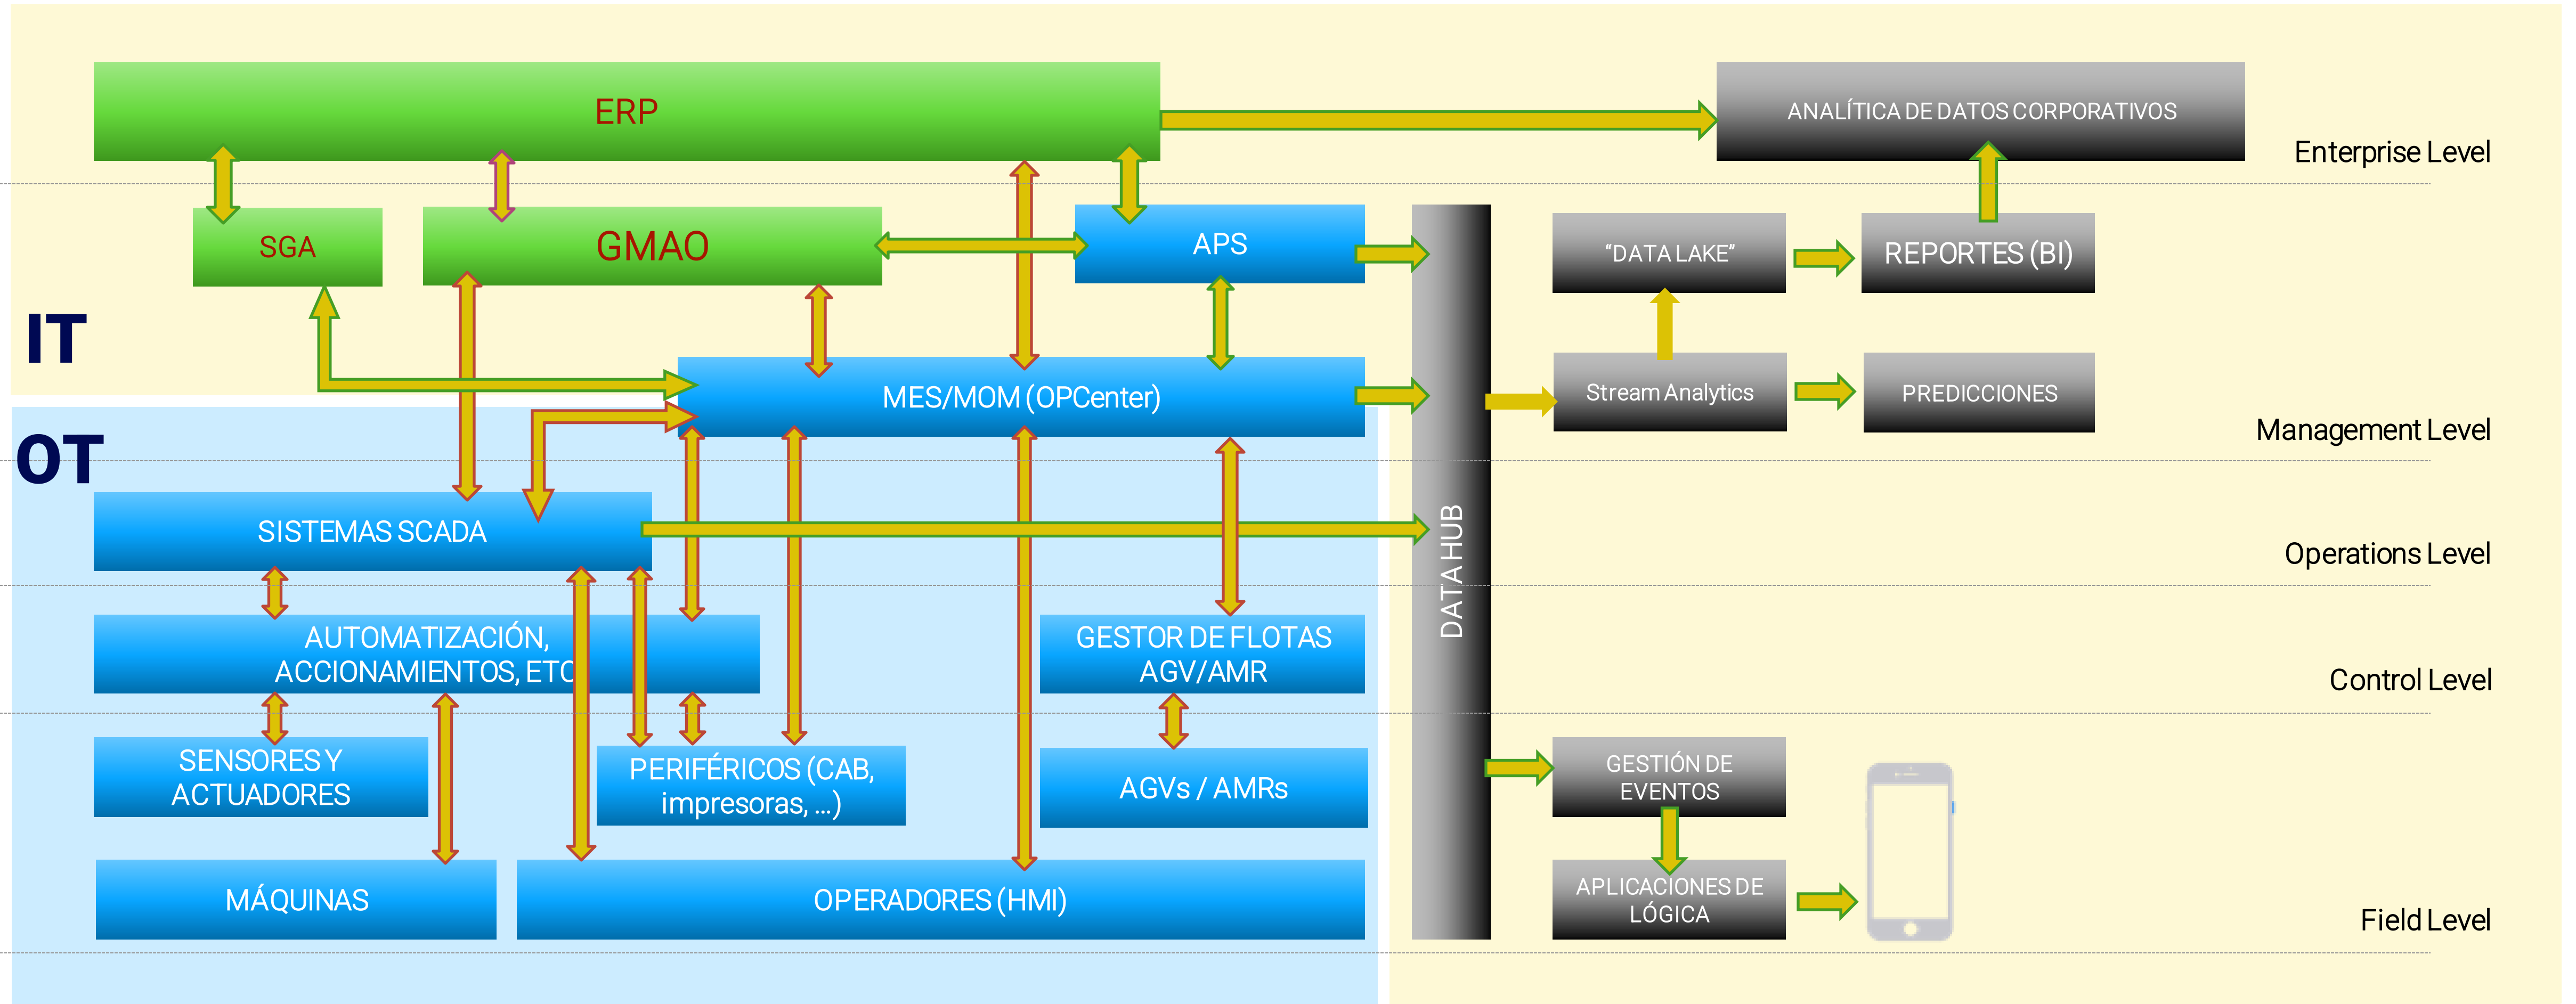 ERP
ANALÍTICA DE DATOS CORPORATIVOS
Enterprise Level
SGA
GMAO
APS
"DATA LAKE"
REPORTES (BI)
IT
MES/MOM (OPCenter)
Stream Analytics
PREDICCIONES
Management Level
OT
SISTEMAS SCADA
DATA HUB
Operations Level
AUTOMATIZACIÓN,
ACCIONAMIENTOS, ETC
GESTOR DE FLOTAS
AGV/AMR
Control Level
SENSORES Y
ACTUADORES
PERIFÉRICOS (CAB,
impresoras, ...)
AGVs / AMRs
GESTIÓN DE
EVENTOS
MÁQUINAS
OPERADORES (HMI)
APLICACIONES DE
LÓGICA
Field Level